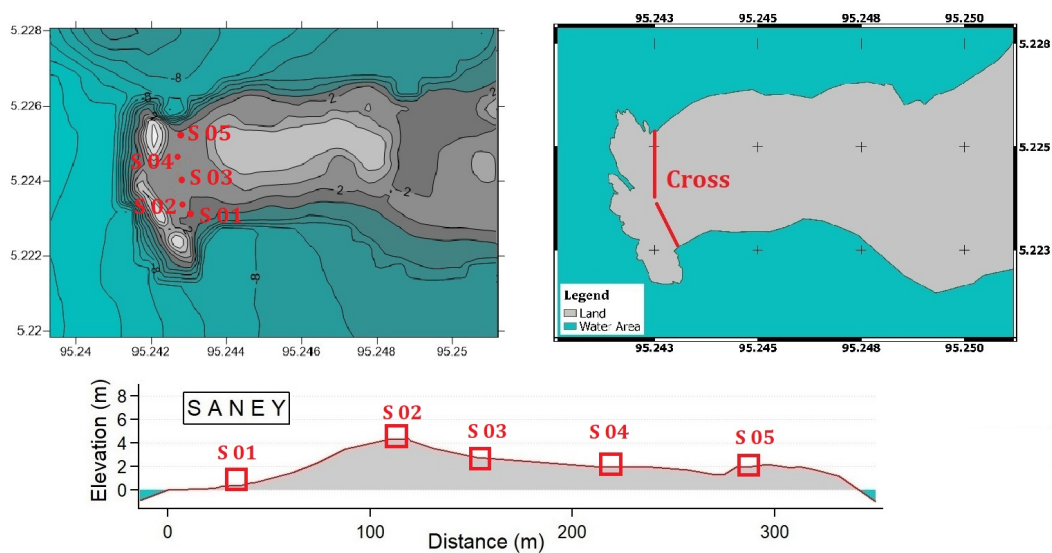 5.228
5.226
5.224
5.222
5.22
95.24
95.242
95.244
95.246
95.248
95.25
-8
-8
2
2
-2
-2
-8
-8
S 05
S 04
S 03
S 02
S 01
95.243
95.245
95.248
95.250
5.228
5.225
5.223
Cross
Legend
Land
Water Area
95.243
95.245
95.248
95.250
SANEY
Elevation (m)
8
6
4
2
0
S 01
S 02
S 03
S 04
S 05
0
100
200
300
Distance (m)